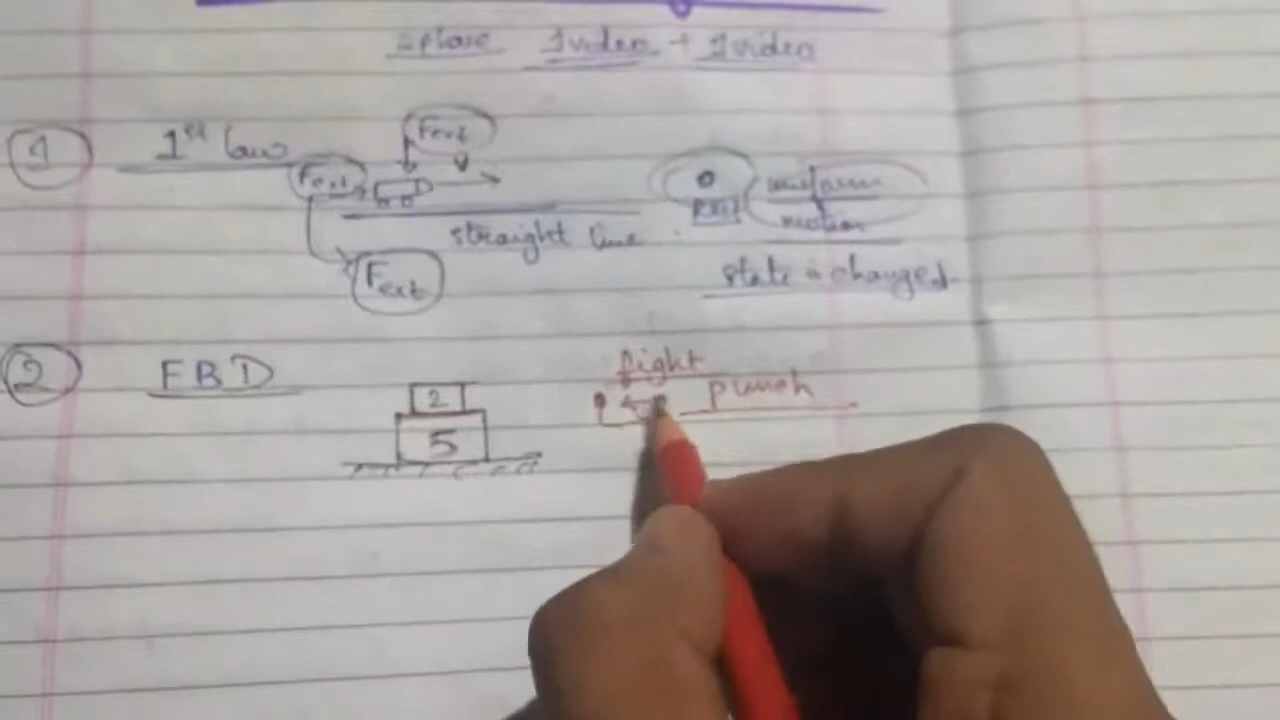 1 video + 1 video
1 1st law Fext
Fext
straight line
uniform
motion
Fext
state is changed
2 FBD
2
5
fight
punch